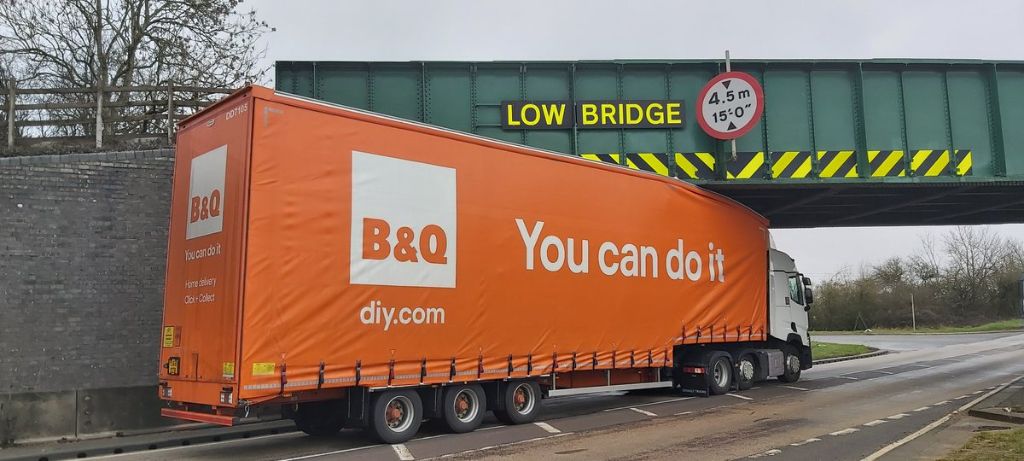 DDT105
B&Q
You can do it
Home delivery
Click + Collect
B&Q
diy.com
You can do it
LOW BRIDGE
4.5 m
15'-0"